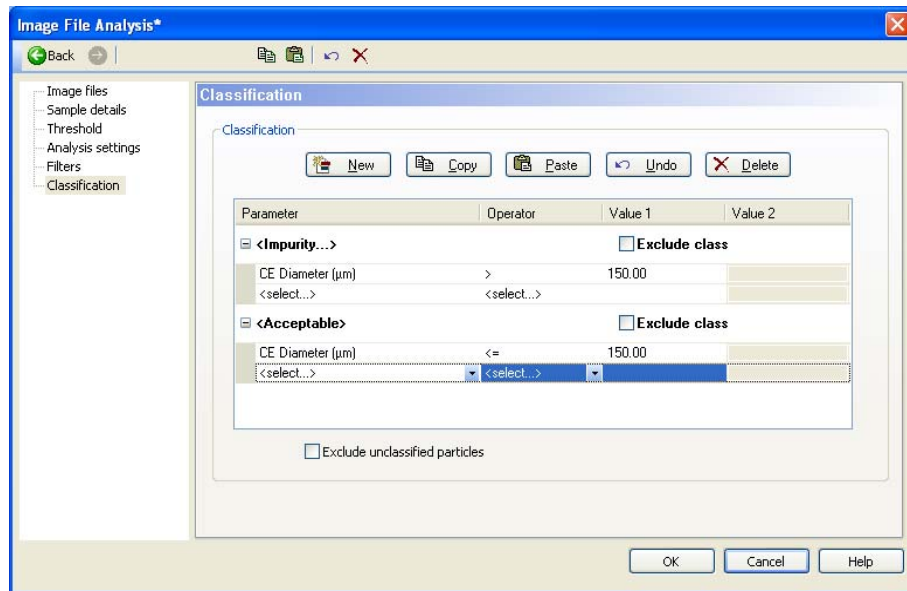 Image File Analysis*
Back
Image files
Sample details
Threshold
Analysis settings
Filters
Classification
Classification
Classification
New Copy Paste Undo Delete
Parameter Operator Value 1 Value 2
<Impurity...> Exclude class
CE Diameter (µm) > 150.00
<select...> <select...>
<Acceptable> Exclude class
CE Diameter (µm) <= 150.00
<select...> <select...>
Exclude unclassified particles
OK Cancel Help